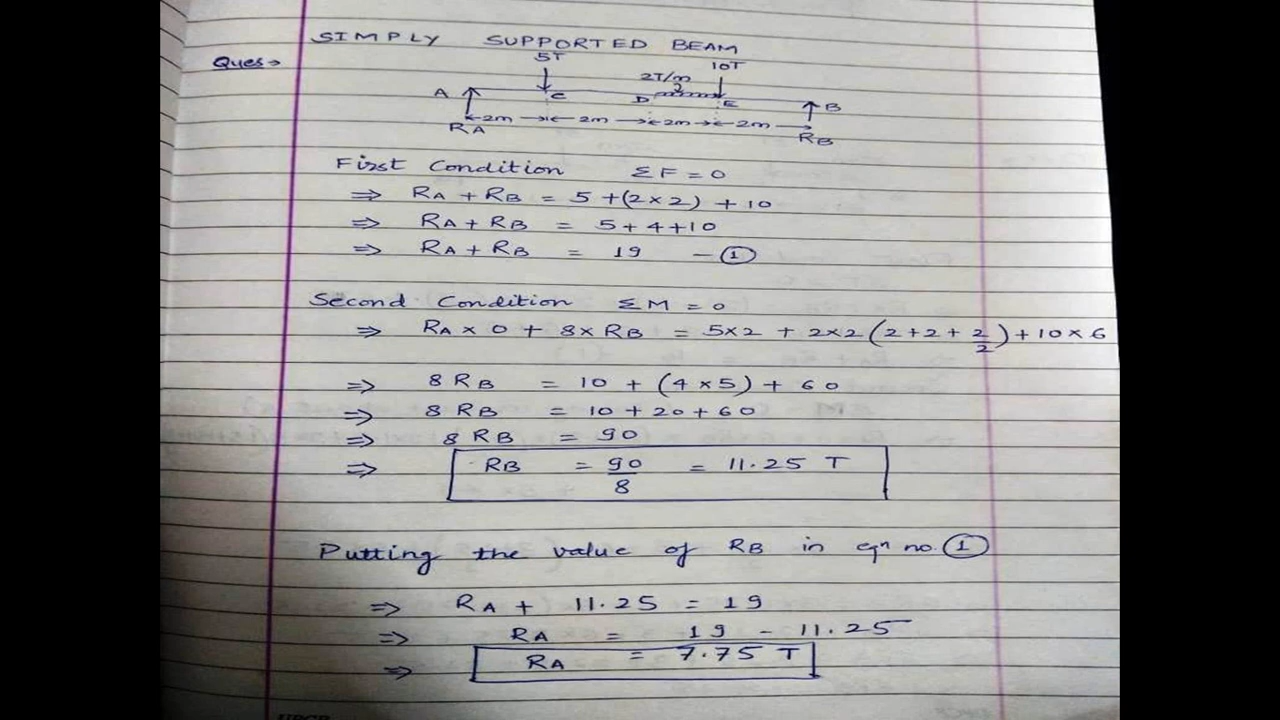 SIMPLY SUPPORTED BEAM
Ques →
5T 10T
2T/m
A C D E B
2m 2m 2m 2m
RA RB
First Condition ΣF = 0
⇒ RA + RB = 5 + (2 × 2) + 10
⇒ RA + RB = 5 + 4 + 10
⇒ RA + RB = 19 - ①
Second Condition ΣM = 0
⇒ RA × 0 + 8 × RB = 5×2 + 2×2 (2 + 2 + 2/2) + 10 × 6
⇒ 8 RB = 10 + (4 × 5) + 60
⇒ 8 RB = 10 + 20 + 60
⇒ 8 RB = 90
⇒ RB = 90/8 = 11.25 T
Putting the value of RB in eqn no. ①
⇒ RA + 11.25 = 19
⇒ RA = 19 - 11.25
⇒ RA = 7.75 T